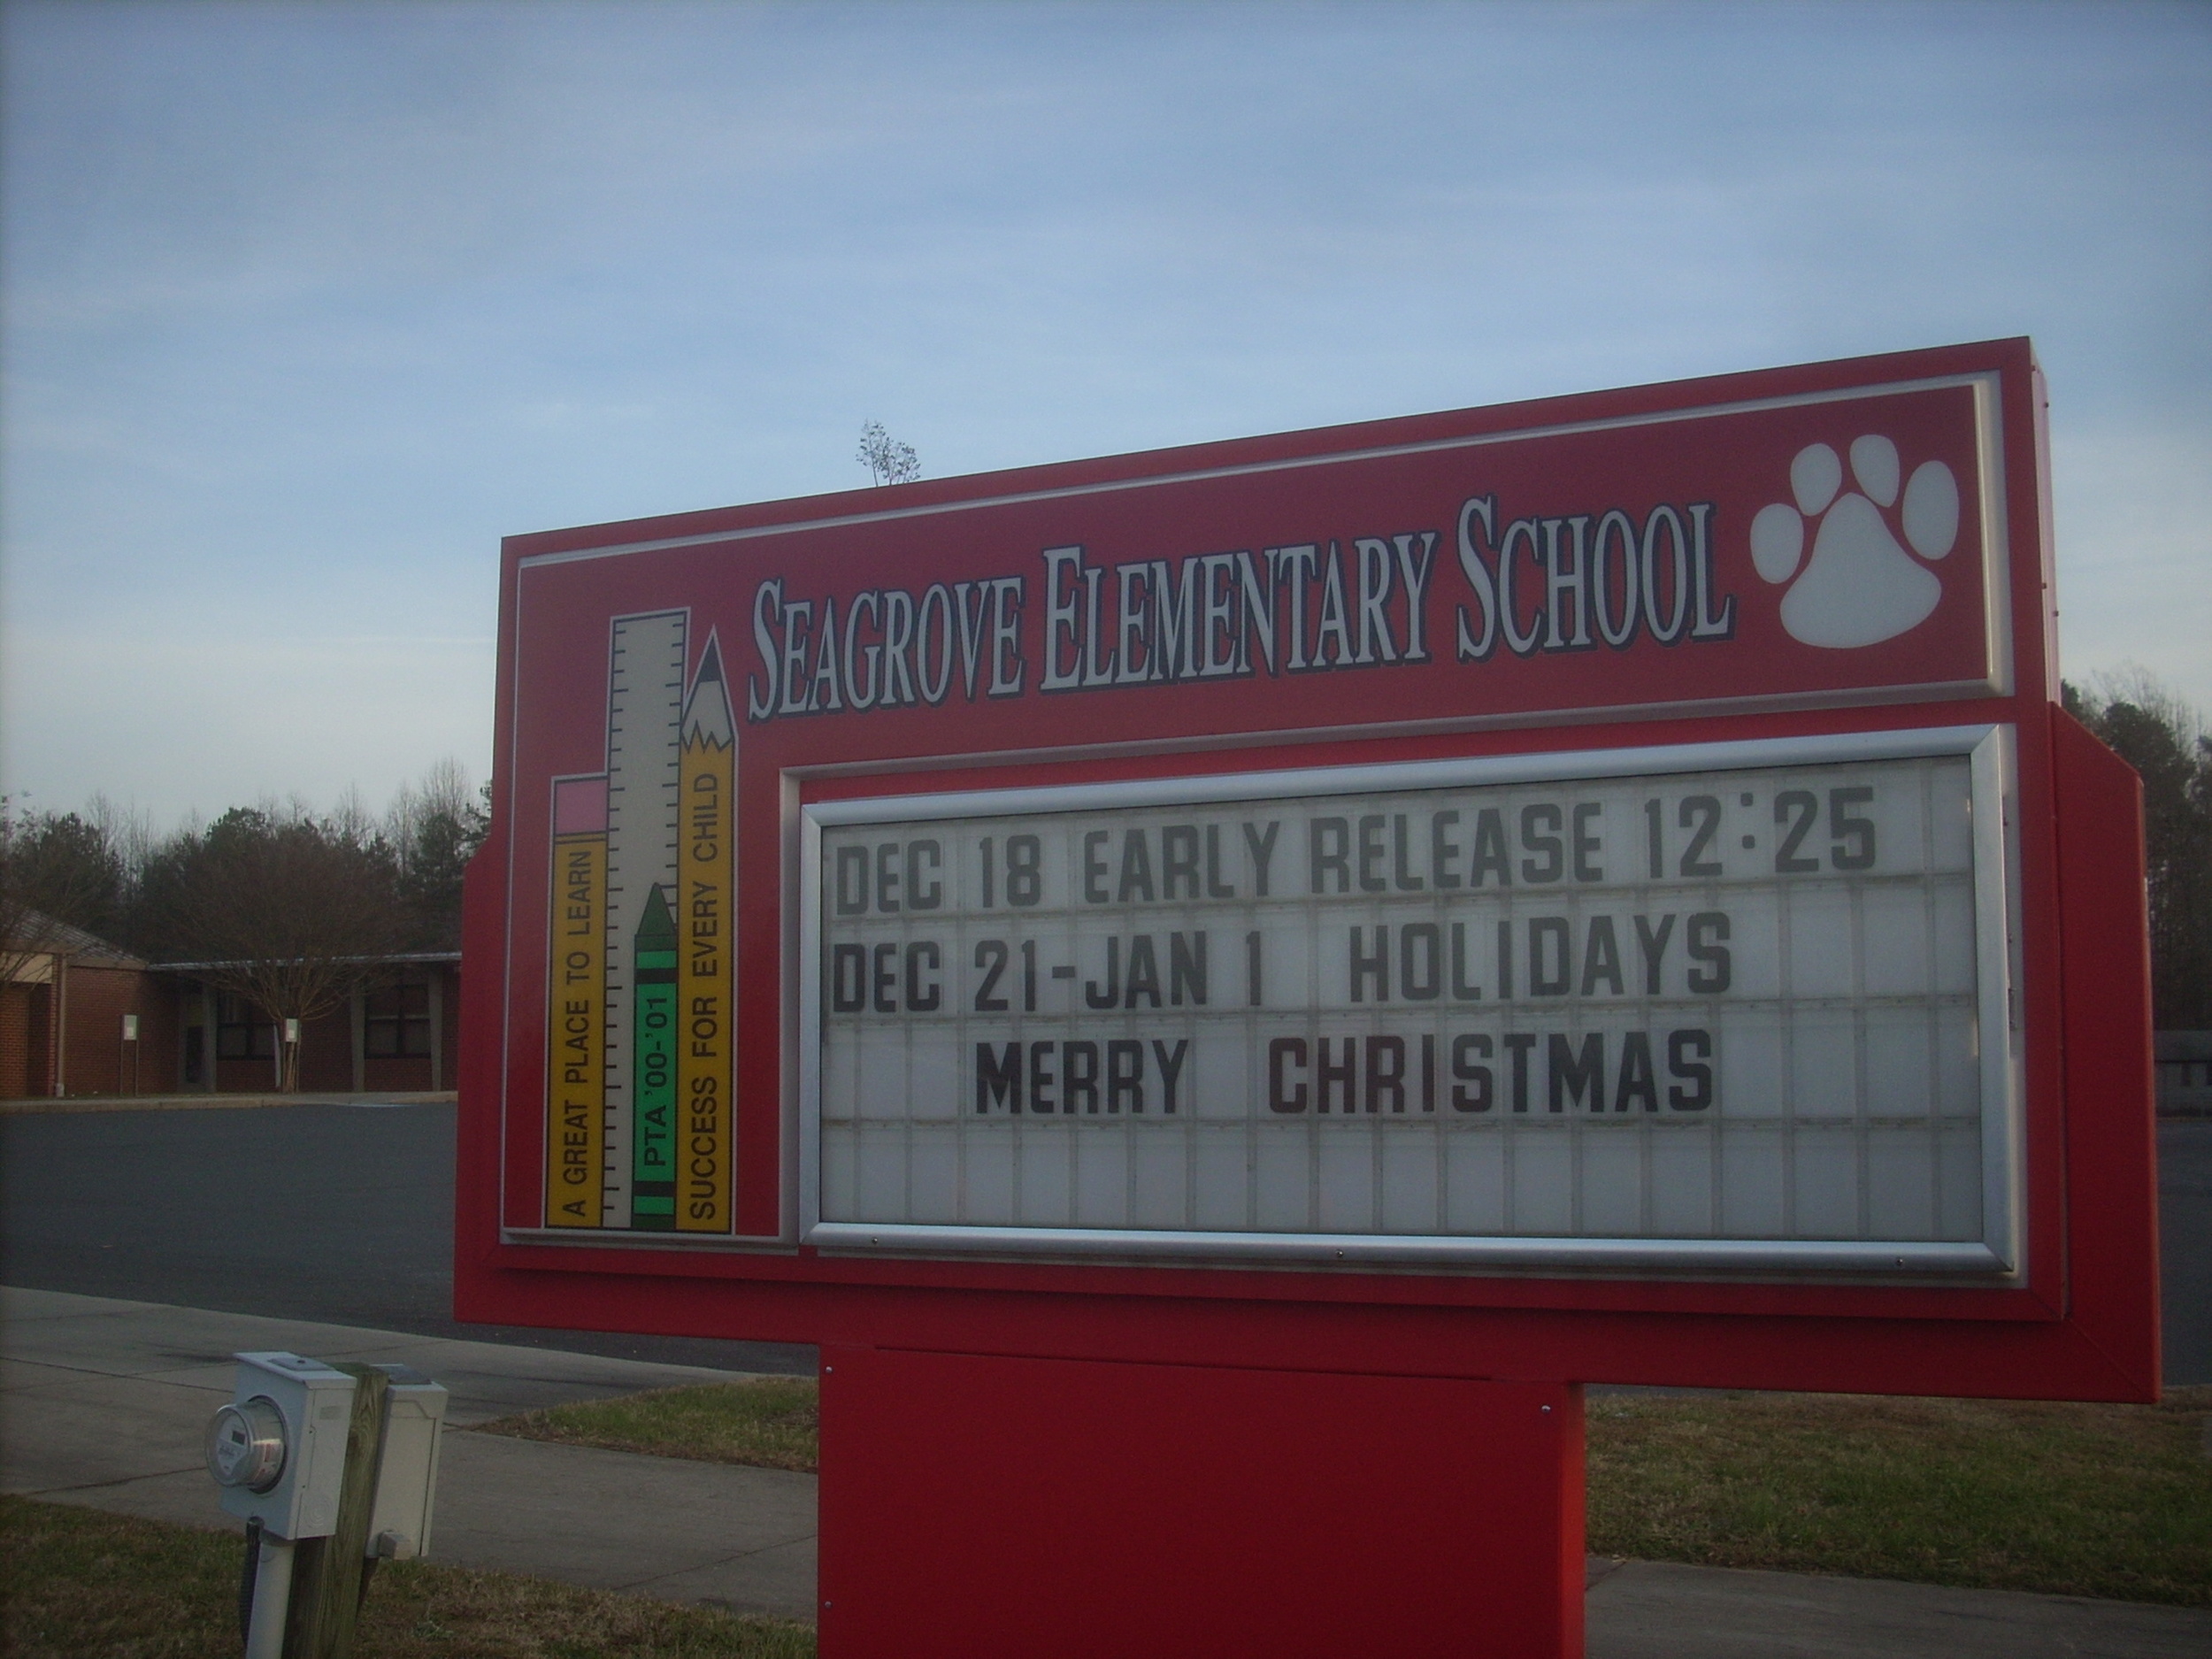 SEAGROVE ELEMENTARY SCHOOL
A GREAT PLACE TO LEARN
PTA '00-'01
SUCCESS FOR EVERY CHILD
DEC 18 EARLY RELEASE 12:25
DEC 21-JAN 1 HOLIDAYS
MERRY CHRISTMAS